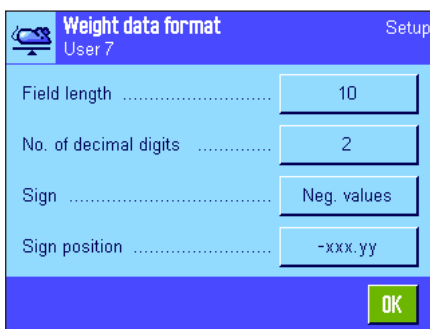 Weight data format Setup
User 7
Field length ............................ 10
No. of decimal digits .............. 2
Sign ...................................... Neg. values
Sign position .......................... -xxx.yy
OK